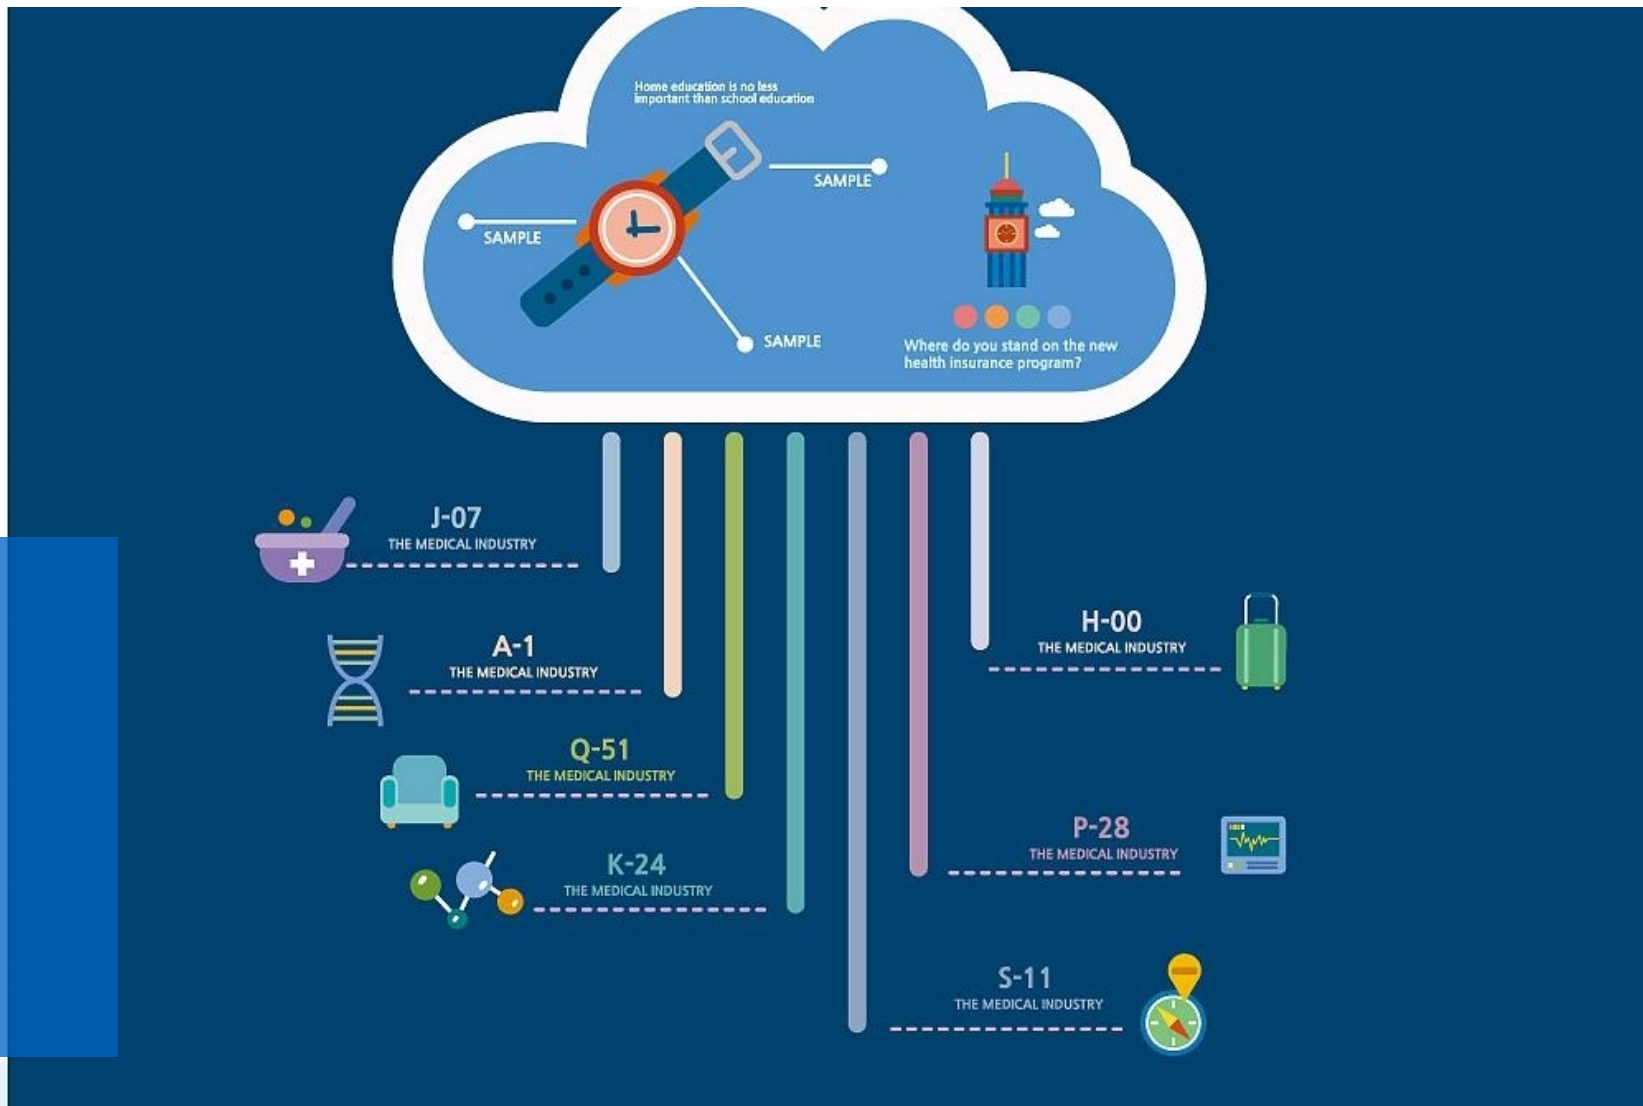 Home education is no less
important than school education
SAMPLE
SAMPLE
SAMPLE
Where do you stand on the new
health insurance program?
J-07
THE MEDICAL INDUSTRY
A-1
THE MEDICAL INDUSTRY
Q-51
THE MEDICAL INDUSTRY
K-24
THE MEDICAL INDUSTRY
H-00
THE MEDICAL INDUSTRY
P-28
THE MEDICAL INDUSTRY
S-11
THE MEDICAL INDUSTRY